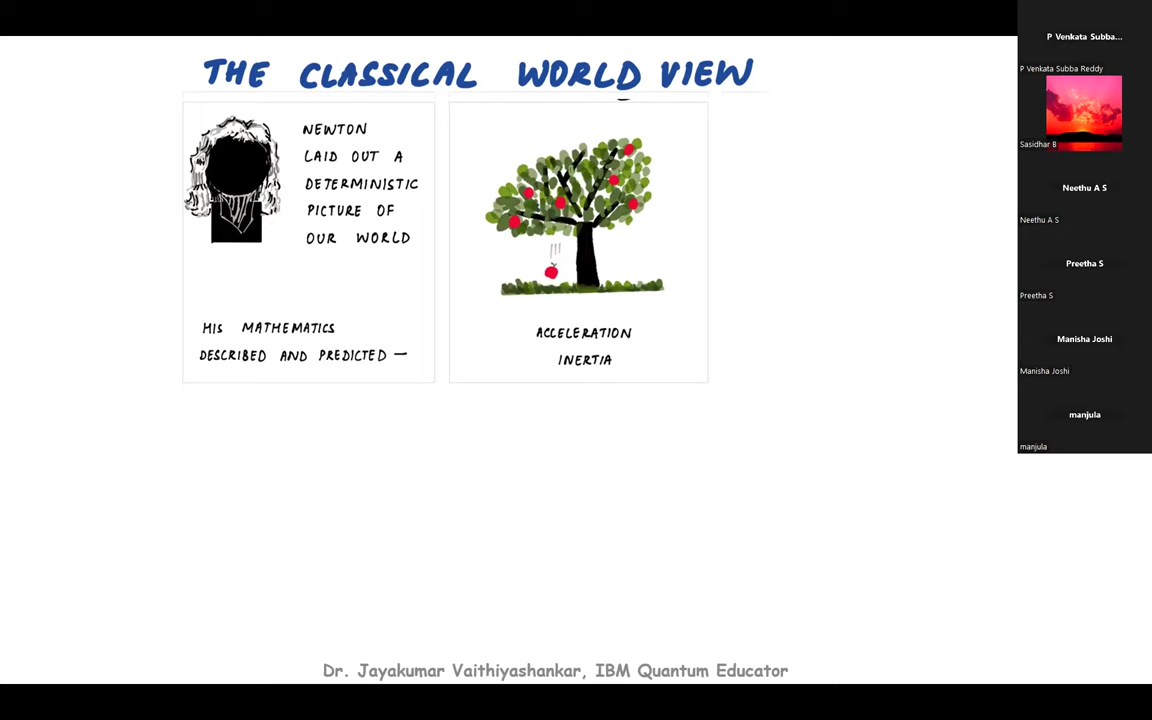 THE CLASSICAL WORLD VIEW
NEWTON
LAID OUT A
DETERMINISTIC
PICTURE OF
OUR WORLD
HIS MATHEMATICS
DESCRIBED AND PREDICTED —
ACCELERATION
INERTIA
Dr. Jayakumar Vaithiyashankar, IBM Quantum Educator
P Venkata Subba...
P Venkata Subba Reddy
Sasidhar B
Neethu A S
Neethu A S
Preetha S
Preetha S
Manisha Joshi
Manisha Joshi
manjula
manjula